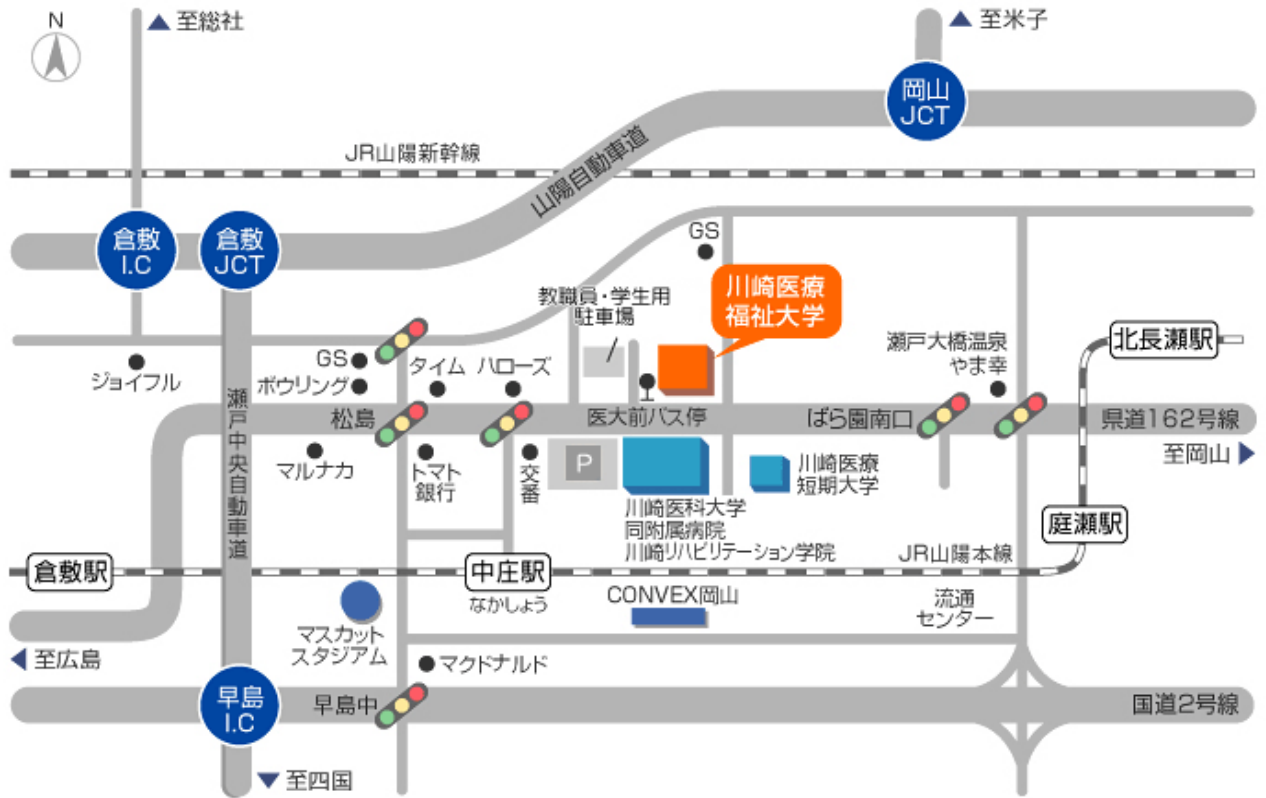 N
至総社
至米子
岡山
JCT
JR山陽新幹線
山陽自動車道
倉敷
I.C
倉敷
JCT
GS
川崎医療
福祉大学
教職員・学生用
駐車場
瀬戸大橋温泉
やま幸
北長瀬駅
GS
タイム
ハローズ
ジョイフル
ボウリング
瀬戸中央自動車道
松島
医大前バス停
ばら園南口
県道162号線
至岡山
マルナカ
トマト
銀行
交番
P
川崎医療
短期大学
川崎医科大学
同附属病院
川崎リハビリテーション学院
庭瀬駅
JR山陽本線
倉敷駅
中庄駅
なかしょう
CONVEX岡山
流通
センター
マスカット
スタジアム
至広島
マクドナルド
早島
I.C
早島中
国道2号線
至四国